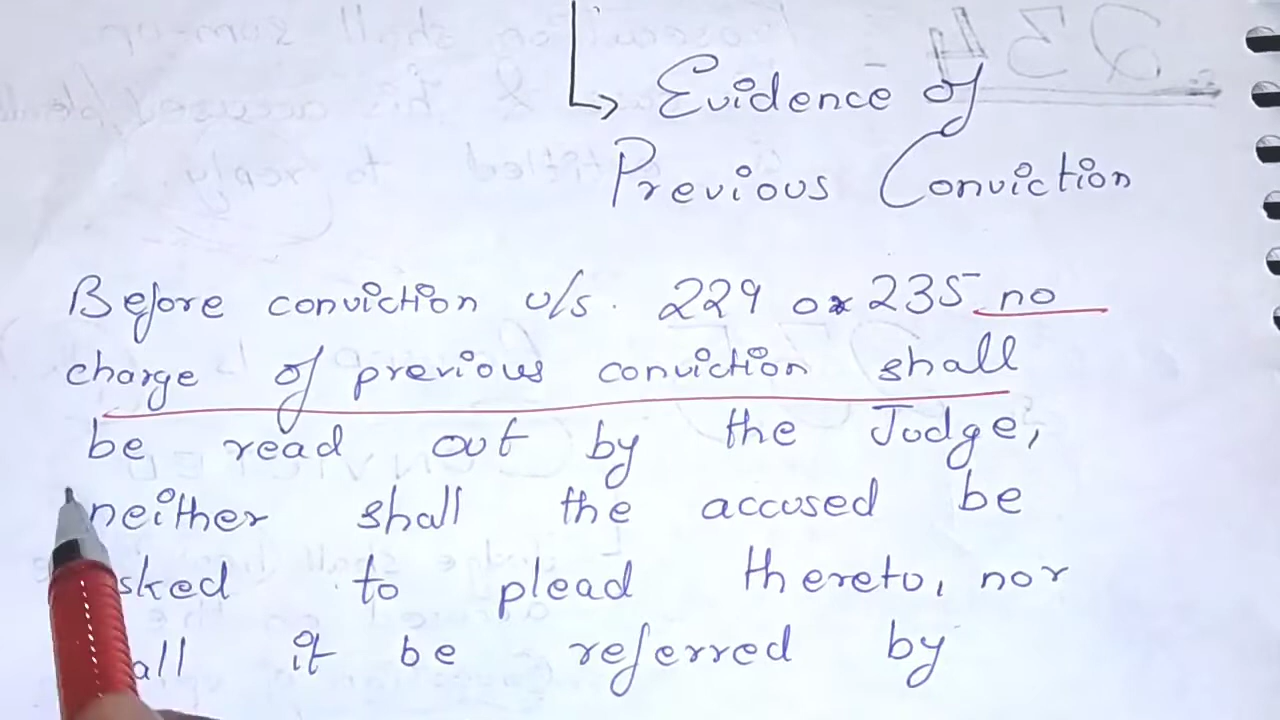 Evidence of
Previous Conviction
Before conviction u/s. 229 or 235 no
charge of previous conviction shall
be read out by the Judge,
neither shall the accused be
sked to plead thereto, nor
all it be referred by